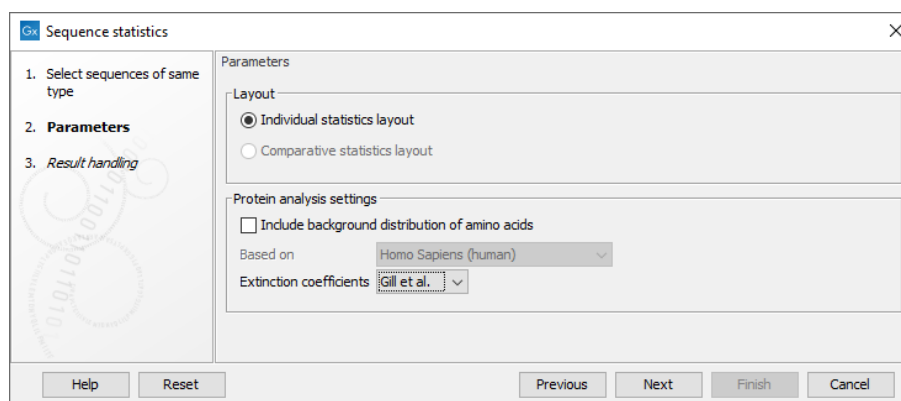 Gx Sequence statistics
1. Select sequences of same
type
2. Parameters
3. Result handling
Parameters
Layout
Individual statistics layout
Comparative statistics layout
Protein analysis settings
Include background distribution of amino acids
Based on Homo Sapiens (human)
Extinction coefficients Gill et al.
Help Reset Previous Next Finish Cancel